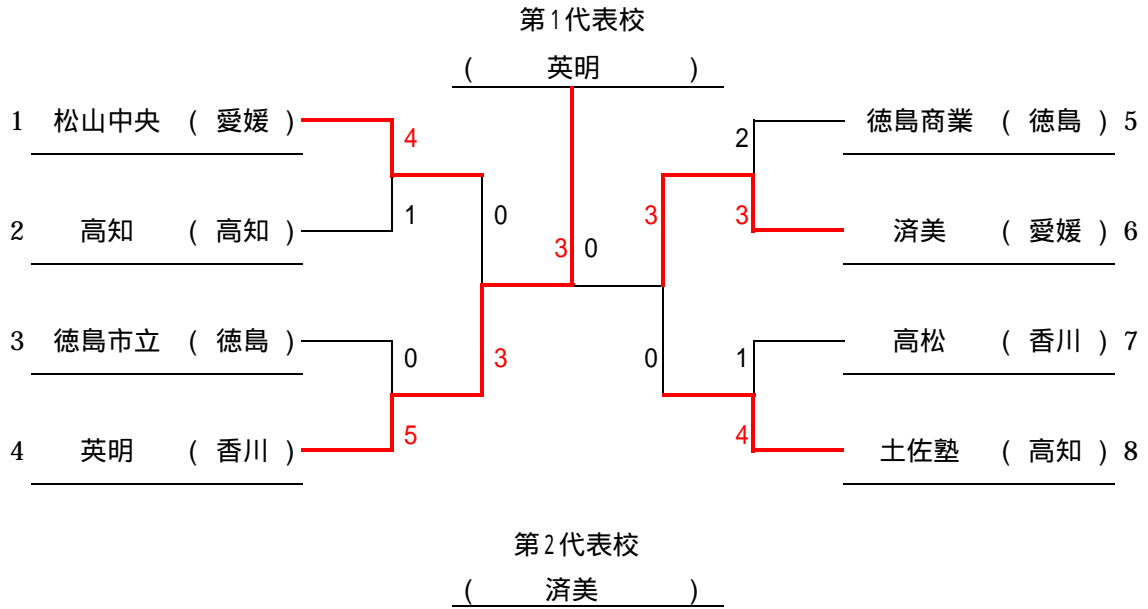 第1代表校
( 英明 )
1 松山中央 ( 愛媛 ) 徳島商業 ( 徳島 ) 5
4 2
2 高知 ( 高知 ) 1 0 3 3 済美 ( 愛媛 ) 6
3 0
3 徳島市立 ( 徳島 ) 高松 ( 香川 ) 7
0 3 0 1
4 英明 ( 香川 ) 5 4 土佐塾 ( 高知 ) 8
第2代表校
( 済美 )